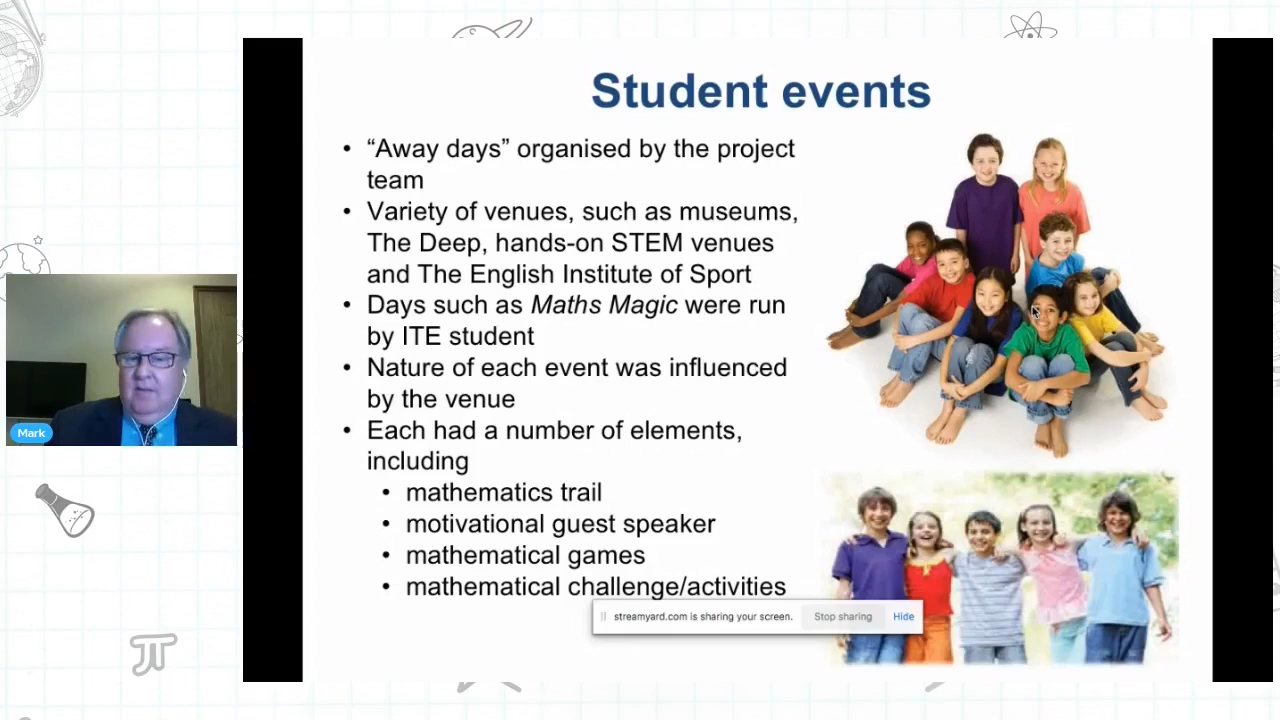 Student events
• “Away days” organised by the project
team
• Variety of venues, such as museums,
The Deep, hands-on STEM venues
and The English Institute of Sport
• Days such as Maths Magic were run
by ITE student
• Nature of each event was influenced
by the venue
• Each had a number of elements,
including
• mathematics trail
• motivational guest speaker
• mathematical games
• mathematical challenge/activities
streamyard.com is sharing your screen. Stop sharing Hide
Mark